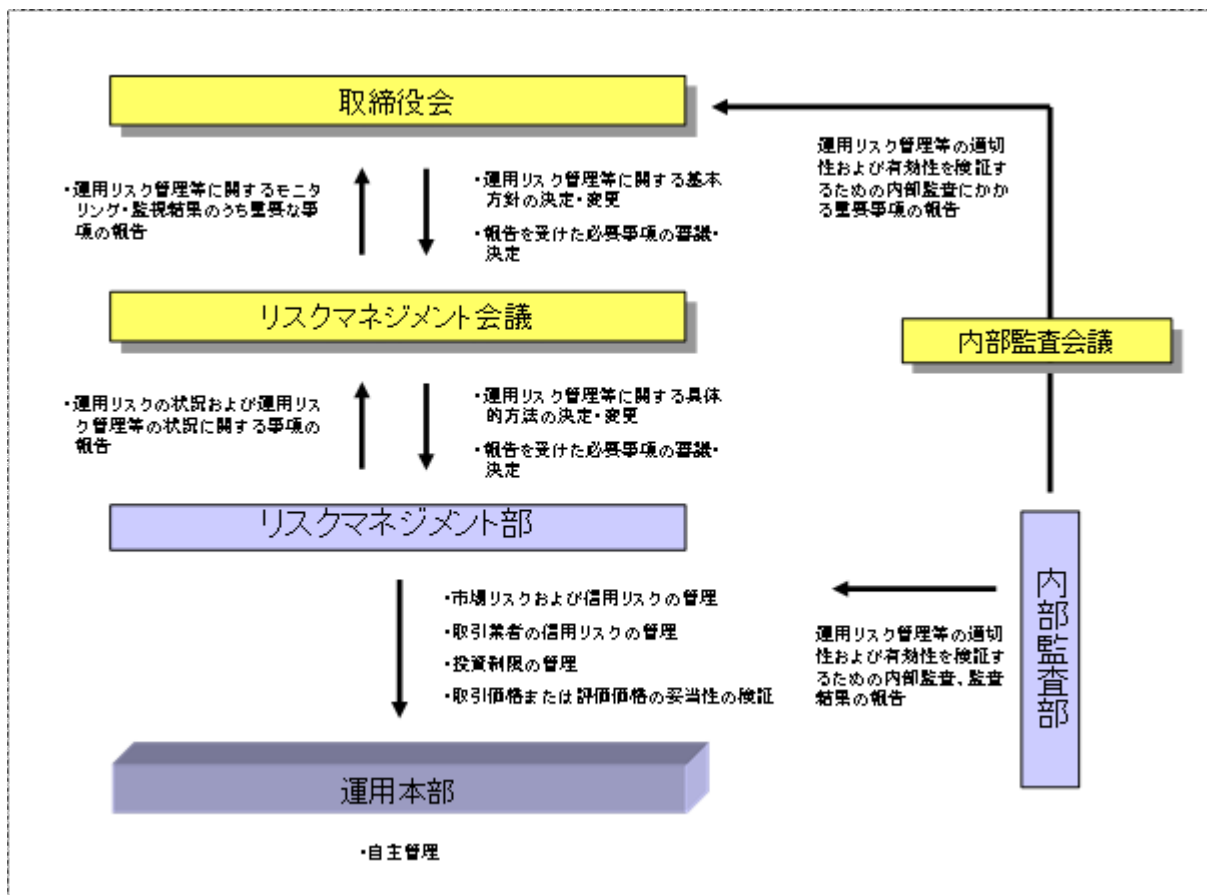 取締役会
・運用リスク管理等に関するモニ
タリング・監視結果のうち重要な事
項の報告
・運用リスク管理等に関する基本
方針の決定・変更
・報告を受けた必要事項の審議・
決定
運用リスク管理等の適切
性および有効性を検証す
るための内部監査にかか
る重要事項の報告
リスクマネジメント会議
内部監査会議
・運用リスクの状況および運用リス
ク管理等の状況に関する事項の
報告
・運用リスク管理等に関する具体
的方法の決定・変更
・報告を受けた必要事項の審議・
決定
リスクマネジメント部
内部監査部
・市場リスクおよび信用リスクの管理
・取引業者の信用リスクの管理
・投資制限の管理
・取引価格または評価価格の妥当性の検証
運用リスク管理等の適切
性および有効性を検証す
るための内部監査、監査
結果の報告
運用本部
・自主管理